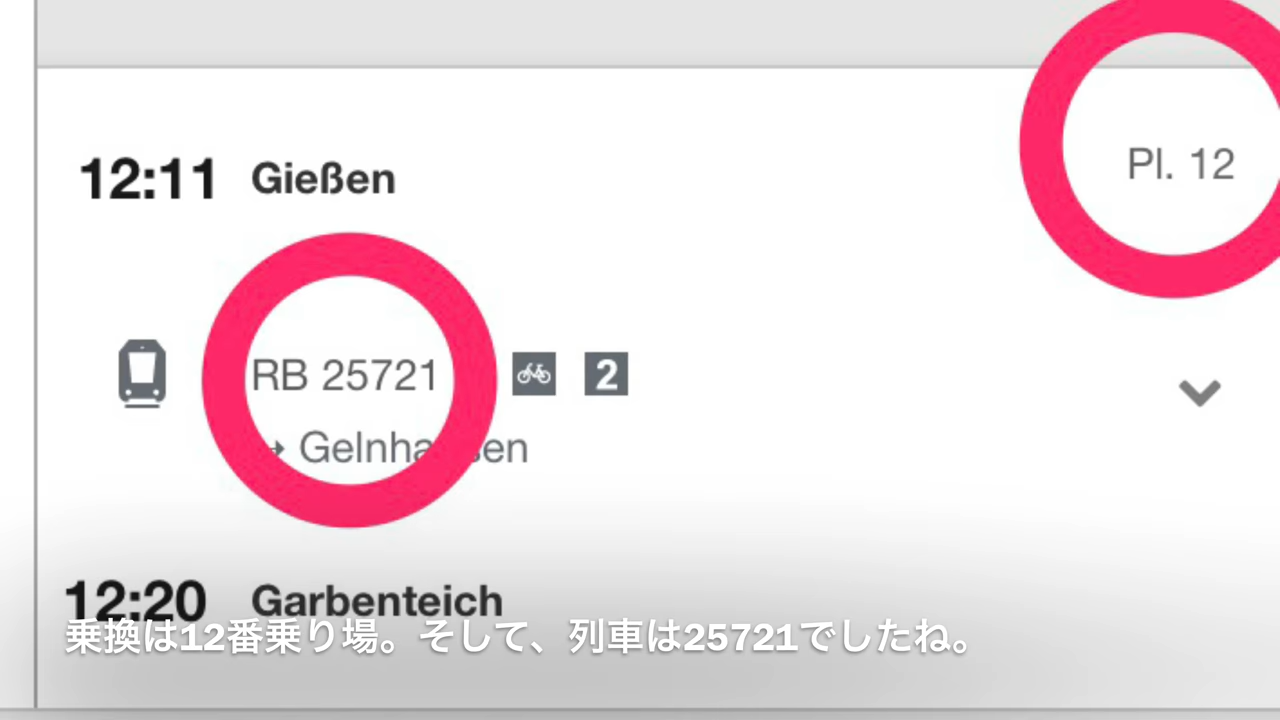 12:11 Gießen Pl. 12
RB 25721 2
→ Gelnhausen
12:20 Garbenteich
乗換は12番乗り場。そして、列車は25721でしたね。